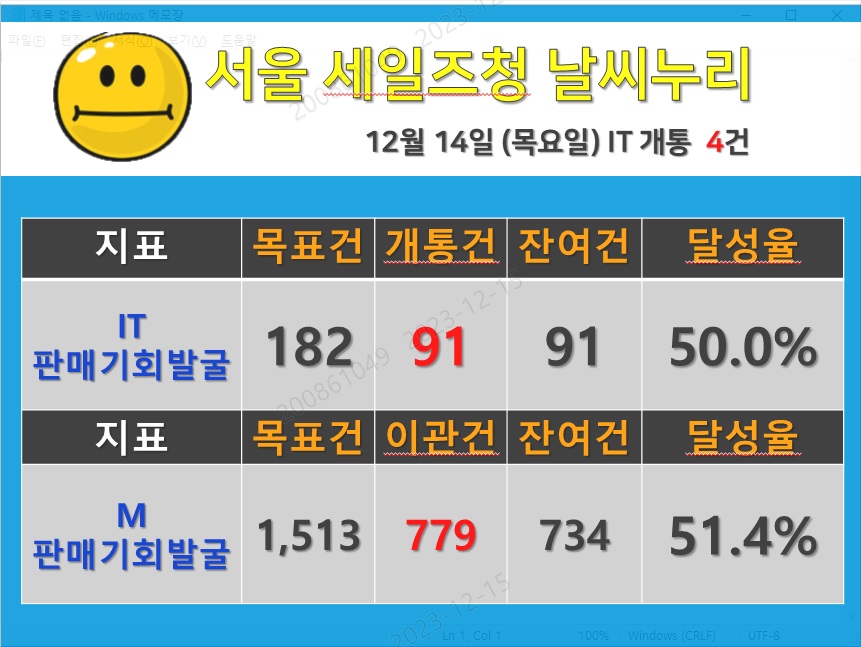 제목 없음 - Windows 메모장
파일(F) 편집 서식(O) 보기(V) 도움말
서울 세일즈청 날씨누리
12월 14일 (목요일) IT 개통 4건
지표 목표건 개통건 잔여건 달성율
IT
판매기회발굴 182 91 91 50.0%
지표 목표건 이관건 잔여건 달성율
M
판매기회발굴 1,513 779 734 51.4%
200861049 2023-12-15
2023-12-15
Ln 1, Col 1 100% Windows (CRLF) UTF-8